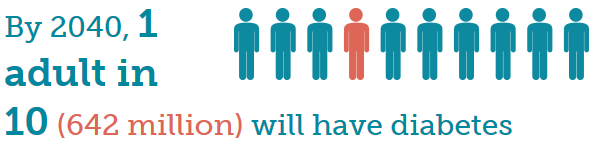 By 2040, 1
adult in
10 (642 million) will have diabetes